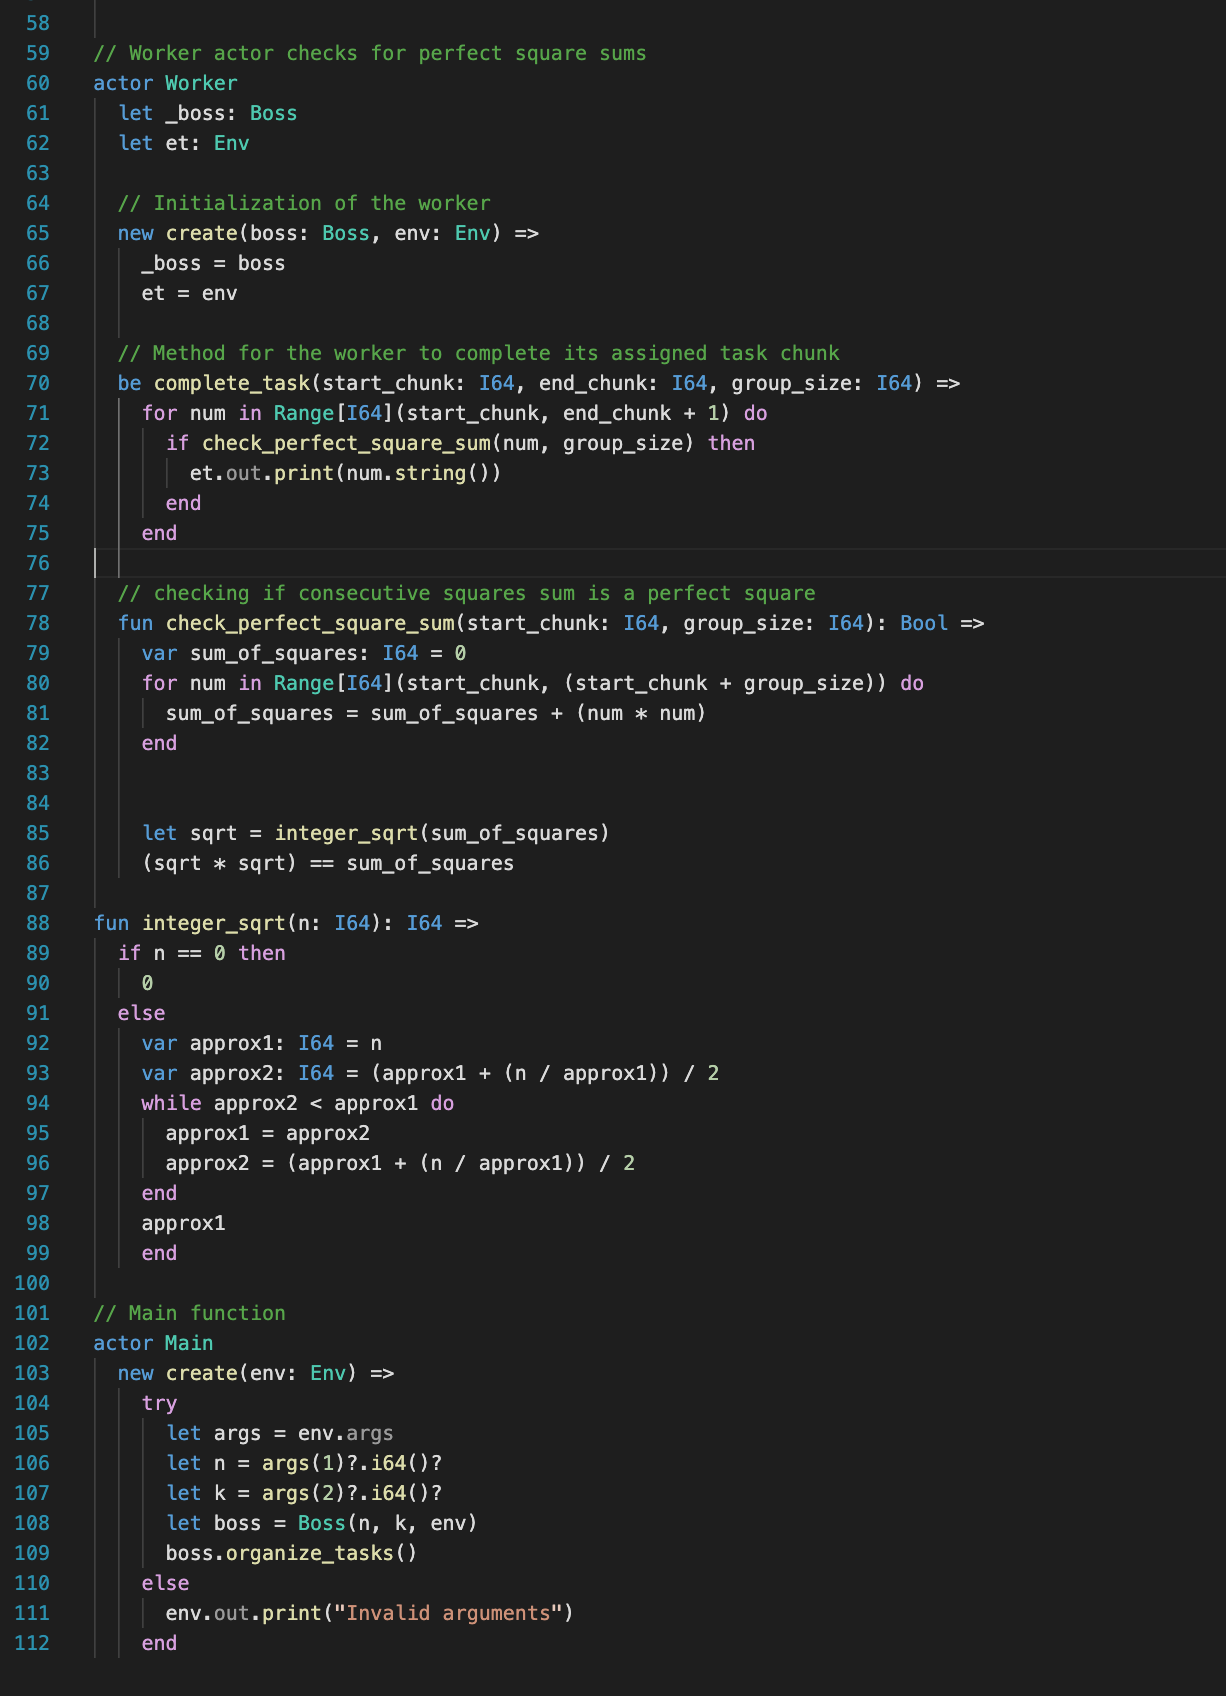 58
59 // Worker actor checks for perfect square sums
60 actor Worker
61   let _boss: Boss
62   let et: Env
63
64   // Initialization of the worker
65   new create(boss: Boss, env: Env) =>
66     _boss = boss
67     et = env
68
69   // Method for the worker to complete its assigned task chunk
70   be complete_task(start_chunk: I64, end_chunk: I64, group_size: I64) =>
71     for num in Range[I64](start_chunk, end_chunk + 1) do
72       if check_perfect_square_sum(num, group_size) then
73         et.out.print(num.string())
74       end
75     end
76
77   // checking if consecutive squares sum is a perfect square
78   fun check_perfect_square_sum(start_chunk: I64, group_size: I64): Bool =>
79     var sum_of_squares: I64 = 0
80     for num in Range[I64](start_chunk, (start_chunk + group_size)) do
81       sum_of_squares = sum_of_squares + (num * num)
82     end
83
84
85     let sqrt = integer_sqrt(sum_of_squares)
86     (sqrt * sqrt) == sum_of_squares
87
88 fun integer_sqrt(n: I64): I64 =>
89   if n == 0 then
90     0
91   else
92     var approx1: I64 = n
93     var approx2: I64 = (approx1 + (n / approx1)) / 2
94     while approx2 < approx1 do
95       approx1 = approx2
96       approx2 = (approx1 + (n / approx1)) / 2
97     end
98     approx1
99     end
100
101 // Main function
102 actor Main
103   new create(env: Env) =>
104     try
105       let args = env.args
106       let n = args(1)?.i64()?
107       let k = args(2)?.i64()?
108       let boss = Boss(n, k, env)
109       boss.organize_tasks()
110     else
111       env.out.print("Invalid arguments")
112     end